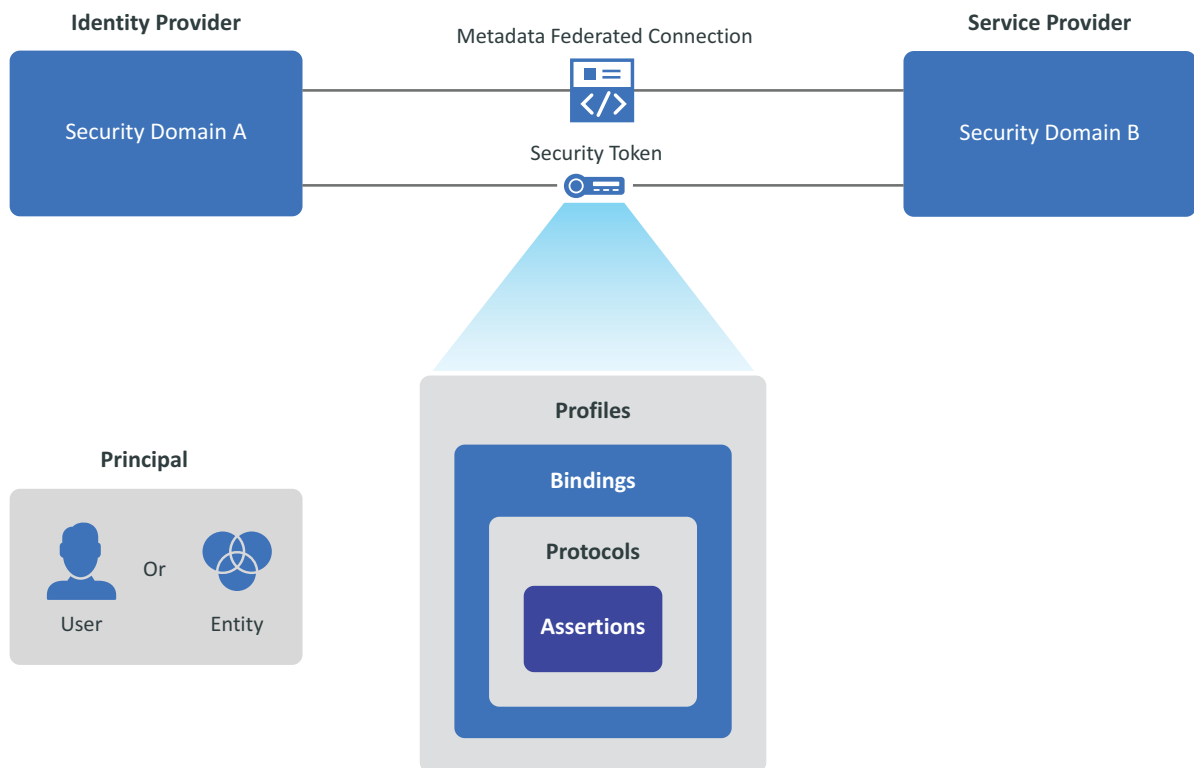 Identity Provider
Metadata Federated Connection
Service Provider
Security Domain A
</>
Security Domain B
Security Token
Profiles
Principal
Bindings
Protocols
Or
User
Entity
Assertions